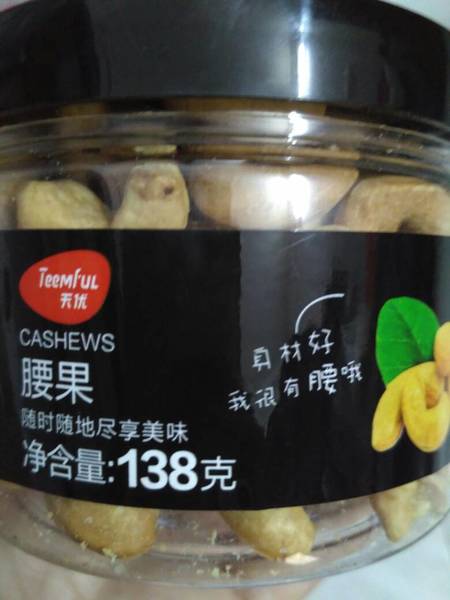 Teemful
天优
CASHEWS
腰果
随时随地尽享美味
净含量:138克
真材好
我很有腰哦